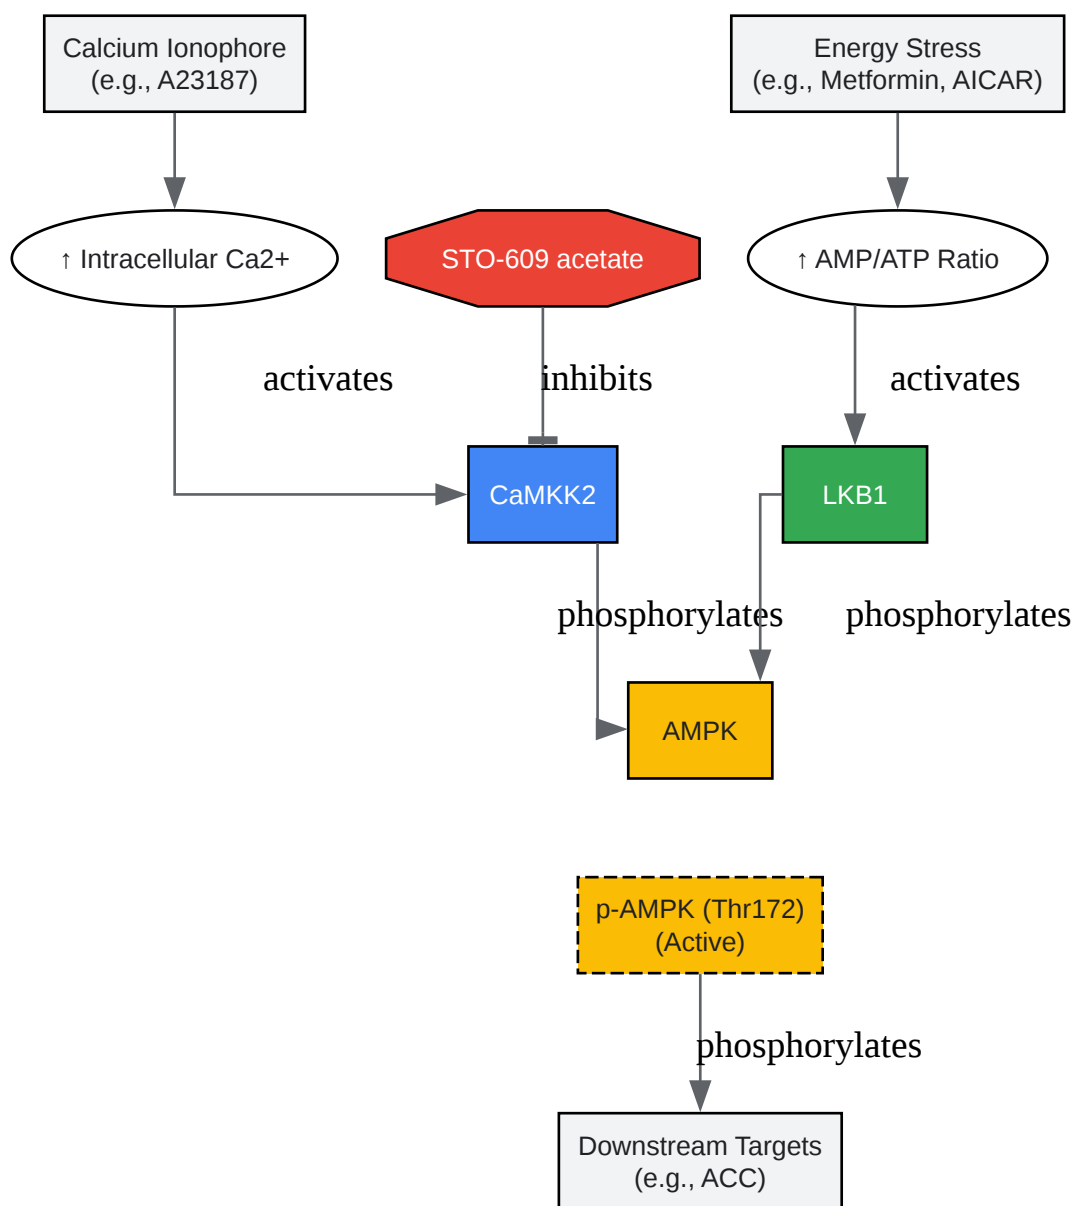 Calcium Ionophore
(e.g., A23187)
Energy Stress
(e.g., Metformin, AICAR)
↑ Intracellular Ca2+
STO-609 acetate
↑ AMP/ATP Ratio
activates
inhibits
activates
CaMKK2
LKB1
phosphorylates
phosphorylates
AMPK
p-AMPK (Thr172)
(Active)
phosphorylates
Downstream Targets
(e.g., ACC)